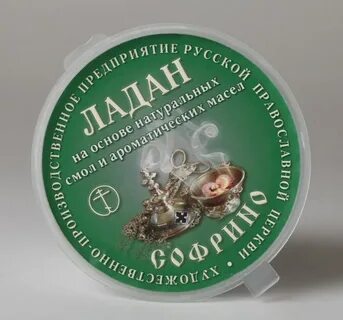 ХУДОЖЕСТВЕННО-ПРОИЗВОДСТВЕННОЕ ПРЕДПРИЯТИЕ РУССКОЙ ПРАВОСЛАВНОЙ ЦЕРКВИ •
ЛАДАН
на основе натуральных
смол и ароматических масел
СОФРИНО